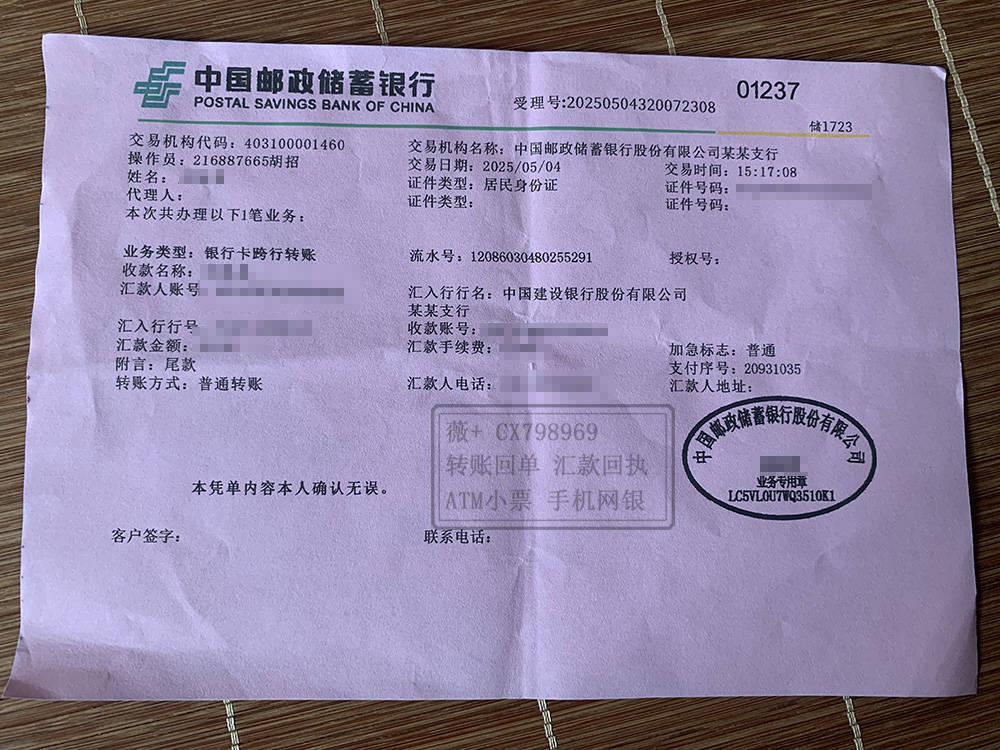 中国邮政储蓄银行
POSTAL SAVINGS BANK OF CHINA
受理号:20250504320072308
01237
储1723
交易机构代码：403100001460
交易机构名称：中国邮政储蓄银行股份有限公司某某支行
操作员：216887665胡招
交易日期：2025/05/04
交易时间：15:17:08
姓名：
证件类型：居民身份证
证件号码：
代理人：
证件类型：
证件号码：
本次共办理以下1笔业务：
业务类型：银行卡跨行转账
流水号：12086030480255291
授权号：
收款名称：
汇款人账号
汇入行行名：中国建设银行股份有限公司
某某支行
汇入行行号
收款账号：
汇款金额：
汇款手续费：
加急标志：普通
附言：尾款
支付序号：20931035
转账方式：普通转账
汇款人电话：
汇款人地址：
薇+ CX798969
转账回单 汇款回执
ATM小票 手机网银
中国邮政储蓄银行股份有限公司
业务专用章
LC5VL0U7WQ3510K1
本凭单内容本人确认无误。
客户签字：
联系电话：